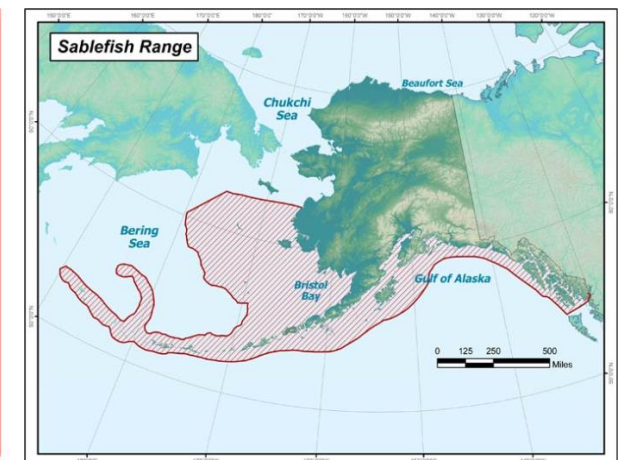 Sablefish Range
Beaufort Sea
Chukchi
Sea
Bering
Sea
Bristol
Bay
Gulf of Alaska
0 125 250 500
Miles